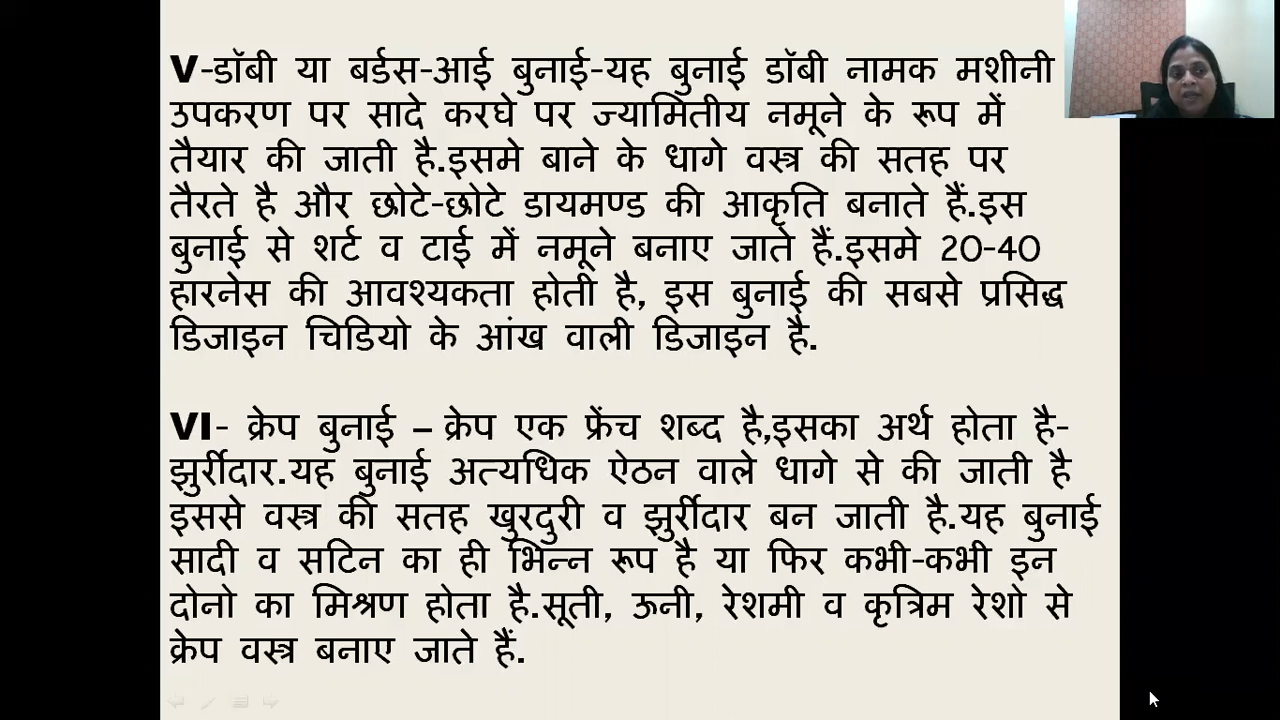 V-डॉबी या बर्डस-आई बुनाई-यह बुनाई डॉबी नामक मशीनी
उपकरण पर सादे करघे पर ज्यामितीय नमूने के रूप में
तैयार की जाती है.इसमे बाने के धागे वस्त्र की सतह पर
तैरते है और छोटे-छोटे डायमण्ड की आकृति बनाते हैं.इस
बुनाई से शर्ट व टाई में नमूने बनाए जाते हैं.इसमे 20-40
हारनेस की आवश्यकता होती है, इस बुनाई की सबसे प्रसिद्ध
डिजाइन चिडियो के आंख वाली डिजाइन है.
VI- क्रेप बुनाई – क्रेप एक फ्रेंच शब्द है,इसका अर्थ होता है-
झुर्रीदार.यह बुनाई अत्यधिक ऐठन वाले धागे से की जाती है
इससे वस्त्र की सतह खुरदुरी व झुर्रीदार बन जाती है.यह बुनाई
सादी व सटिन का ही भिन्न रूप है या फिर कभी-कभी इन
दोनो का मिश्रण होता है.सूती, ऊनी, रेशमी व कृत्रिम रेशो से
क्रेप वस्त्र बनाए जाते हैं.